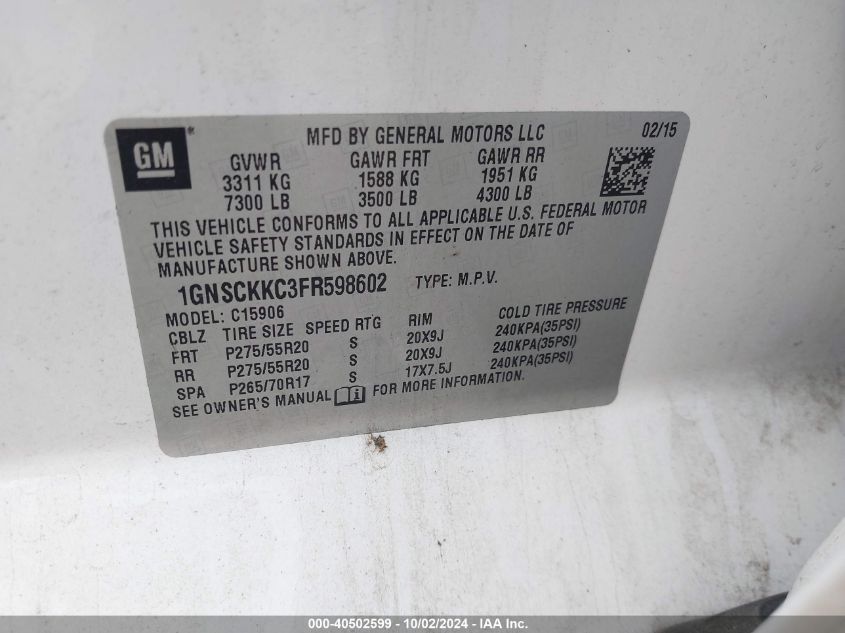 GM
MFD BY GENERAL MOTORS LLC 02/15
GVWR GAWR FRT GAWR RR
3311 KG 1588 KG 1951 KG
7300 LB 3500 LB 4300 LB
THIS VEHICLE CONFORMS TO ALL APPLICABLE U.S. FEDERAL MOTOR
VEHICLE SAFETY STANDARDS IN EFFECT ON THE DATE OF
MANUFACTURE SHOWN ABOVE.
1GNSCKKC3FR598602 TYPE: M.P.V.
MODEL: C15906
CBLZ TIRE SIZE SPEED RTG RIM COLD TIRE PRESSURE
FRT P275/55R20 S 20X9J 240KPA(35PSI)
RR P275/55R20 S 20X9J 240KPA(35PSI)
SPA P265/70R17 S 17X7.5J 240KPA(35PSI)
SEE OWNER'S MANUAL FOR MORE INFORMATION.
000-40502599 - 10/02/2024 - IAA Inc.